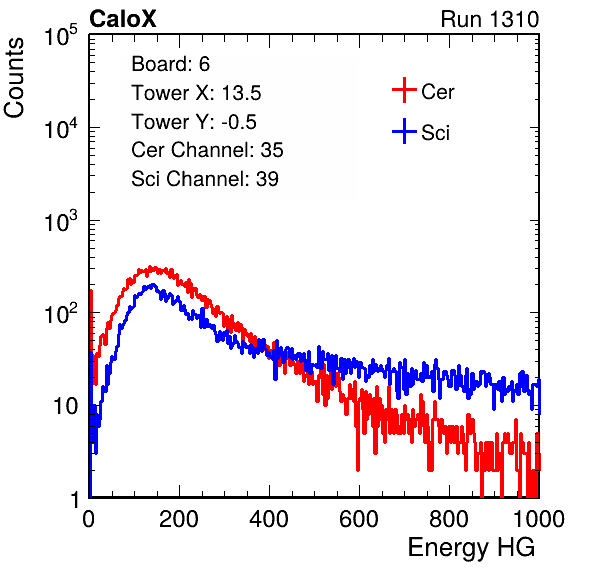 CaloX Run 1310
Counts
10^5
10^4
10^3
10^2
10
1
Board: 6
Tower X: 13.5
Tower Y: -0.5
Cer Channel: 35
Sci Channel: 39
Cer
Sci
0 200 400 600 800 1000
Energy HG